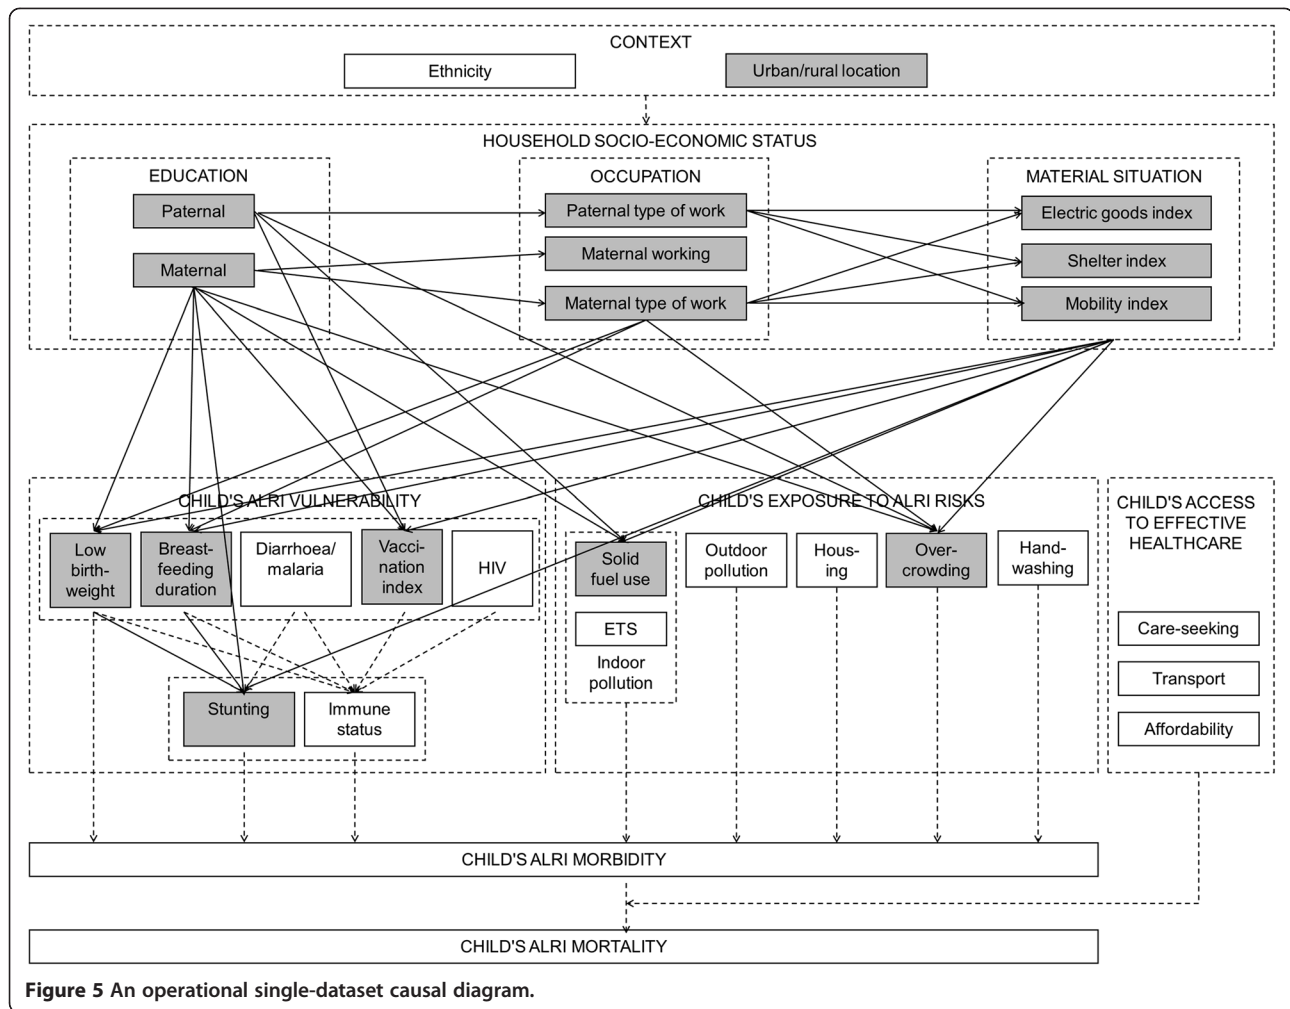 CONTEXT
Ethnicity
Urban/rural location
HOUSEHOLD SOCIO-ECONOMIC STATUS
EDUCATION
OCCUPATION
MATERIAL SITUATION
Paternal
Paternal type of work
Electric goods index
Maternal
Maternal working
Shelter index
Maternal type of work
Mobility index
CHILD'S ALRI VULNERABILITY
CHILD'S EXPOSURE TO ALRI RISKS
CHILD'S ACCESS
TO EFFECTIVE
HEALTHCARE
Low
birth-
weight
Breast-
feeding
duration
Diarrhoea/
malaria
Vacci-
nation
index
HIV
Solid
fuel use
Outdoor
pollution
Hous-
ing
Over-
crowding
Hand-
washing
ETS
Indoor
pollution
Care-seeking
Transport
Affordability
Stunting
Immune
status
CHILD'S ALRI MORBIDITY
CHILD'S ALRI MORTALITY
Figure 5 An operational single-dataset causal diagram.